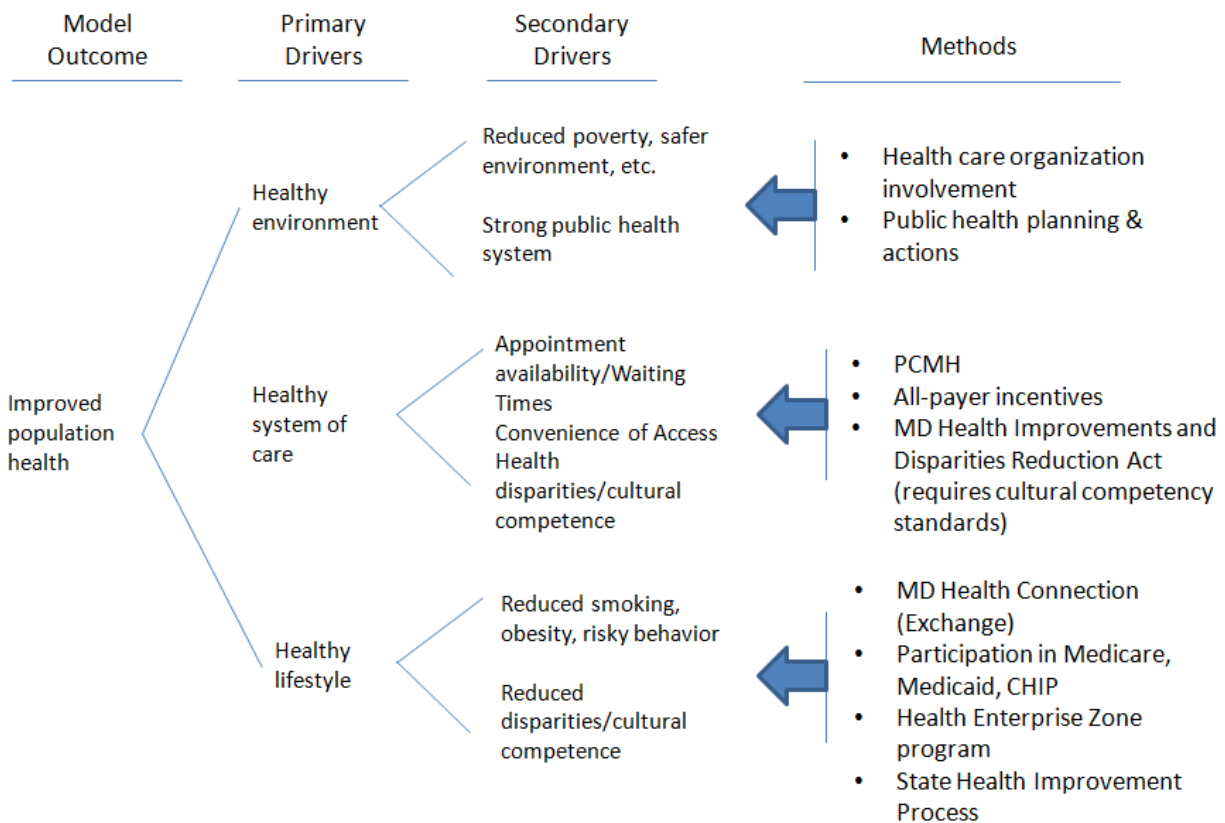 Model
Outcome
Primary
Drivers
Secondary
Drivers
Methods
Improved
population
health
Healthy
environment
Reduced poverty, safer
environment, etc.
Strong public health
system
• Health care organization
involvement
• Public health planning &
actions
Healthy
system of
care
Appointment
availability/Waiting
Times
Convenience of Access
Health
disparities/cultural
competence
• PCMH
• All-payer incentives
• MD Health Improvements and
Disparities Reduction Act
(requires cultural competency
standards)
Healthy
lifestyle
Reduced smoking,
obesity, risky behavior
Reduced
disparities/cultural
competence
• MD Health Connection
(Exchange)
• Participation in Medicare,
Medicaid, CHIP
• Health Enterprise Zone
program
• State Health Improvement
Process